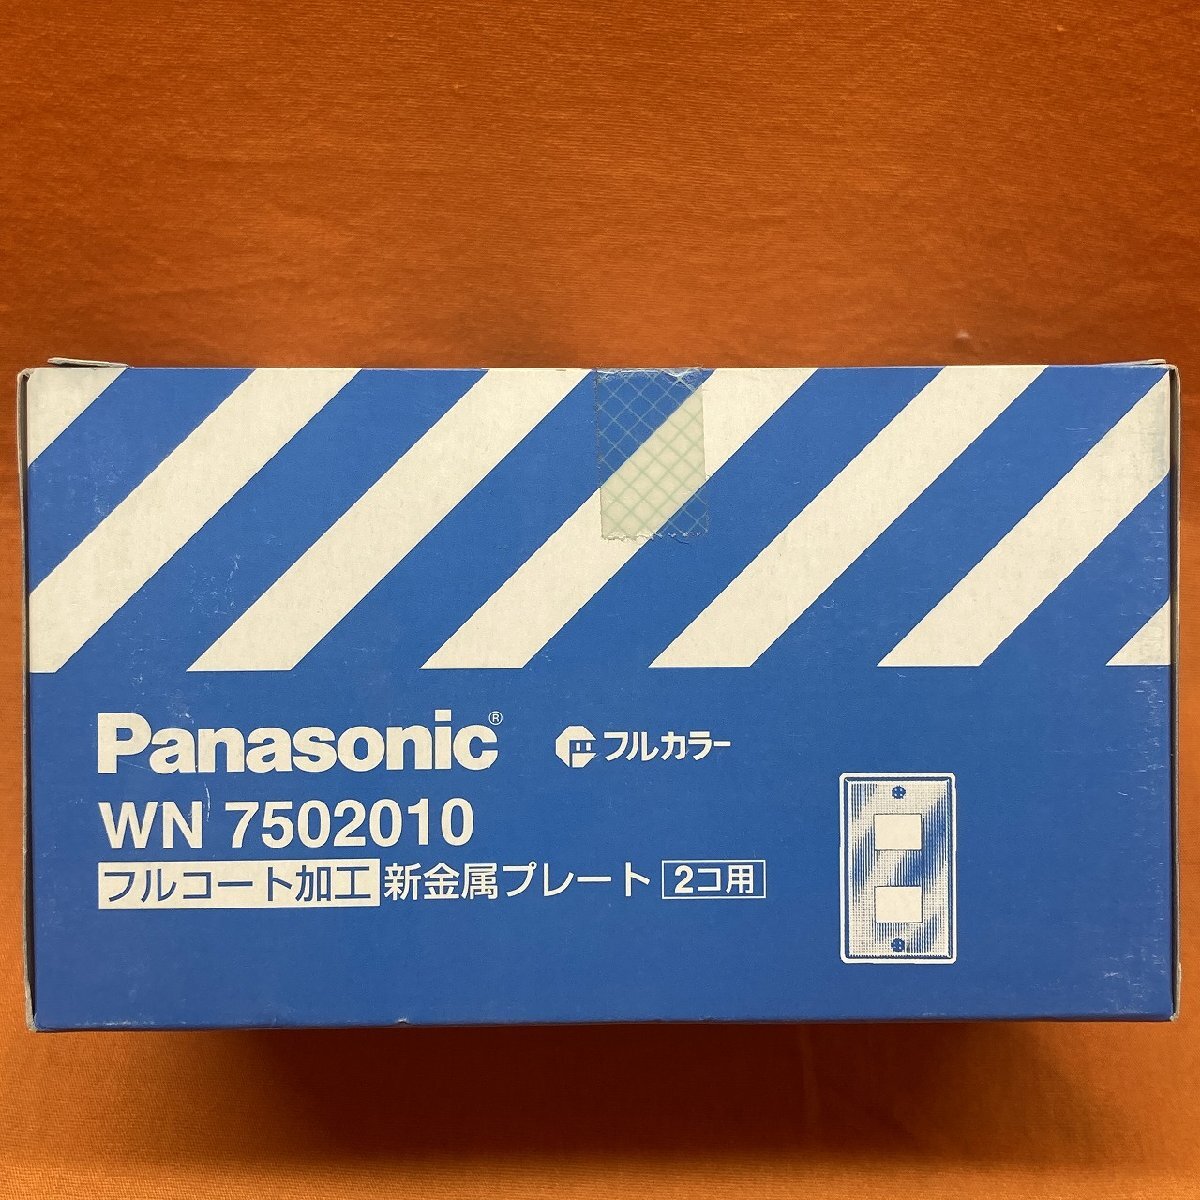 Panasonic® フルカラー
WN 7502010
フルコート加工 新金属プレート 2コ用